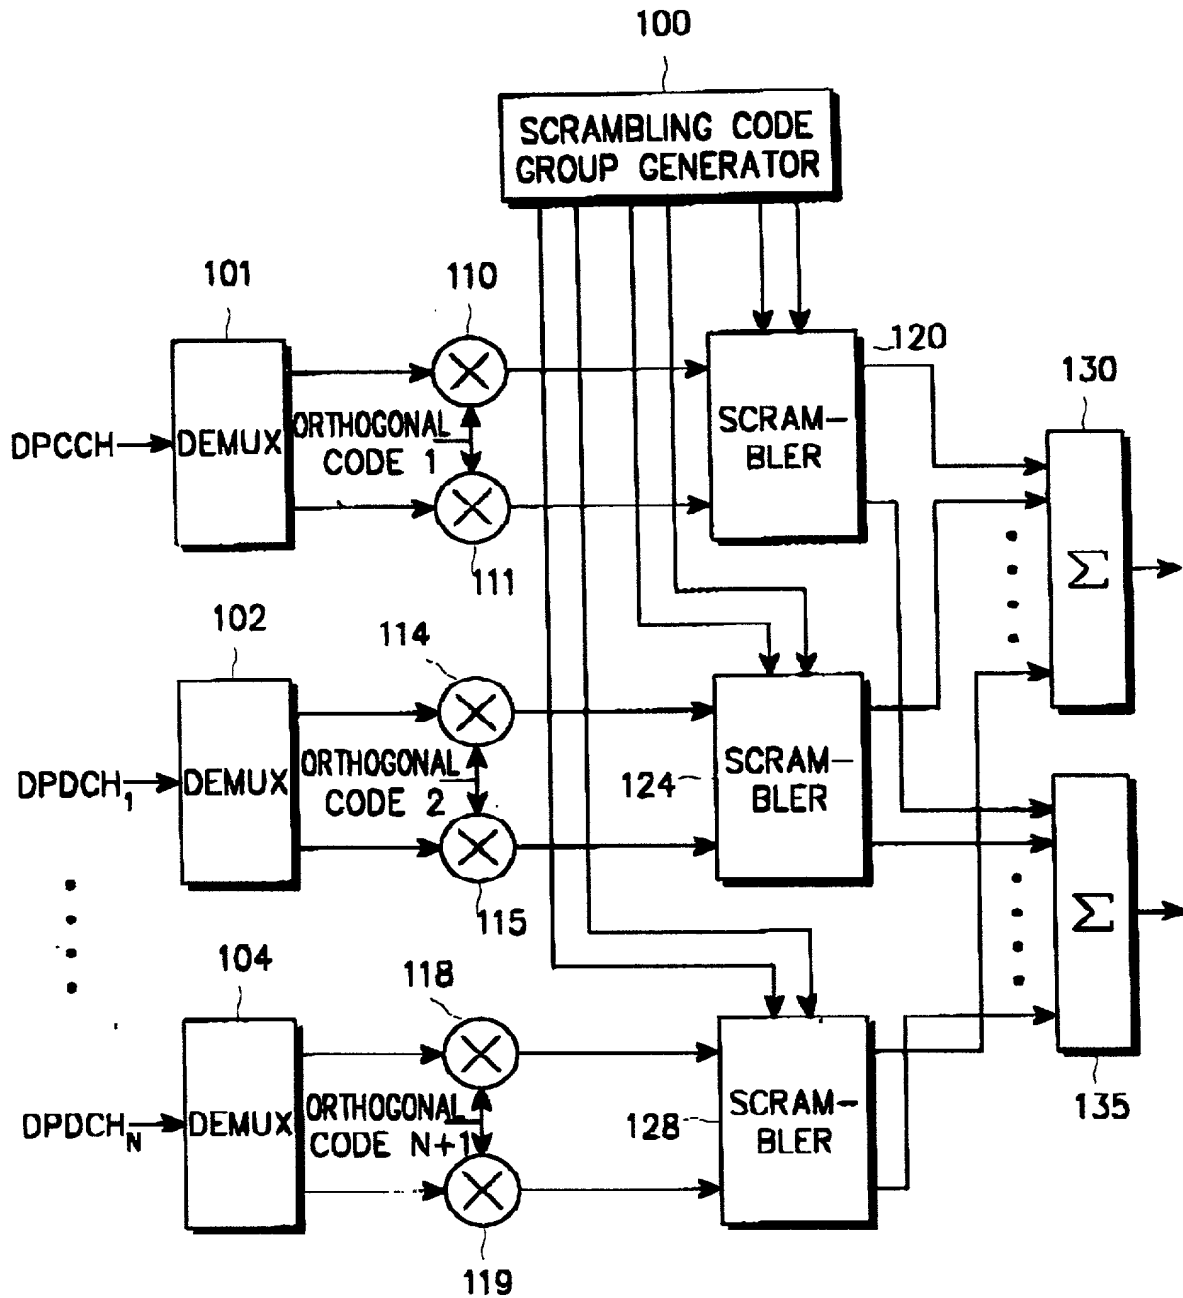 100
SCRAMBLING CODE
GROUP GENERATOR
101
110
120
130
DPCCH
DEMUX
ORTHOGONAL
CODE 1
SCRAM-
BLER
111
Σ
102
114
DPDCH1
DEMUX
ORTHOGONAL
CODE 2
124
SCRAM-
BLER
115
Σ
104
118
DPDCHN
DEMUX
ORTHOGONAL
CODE N+1
128
SCRAM-
BLER
135
119